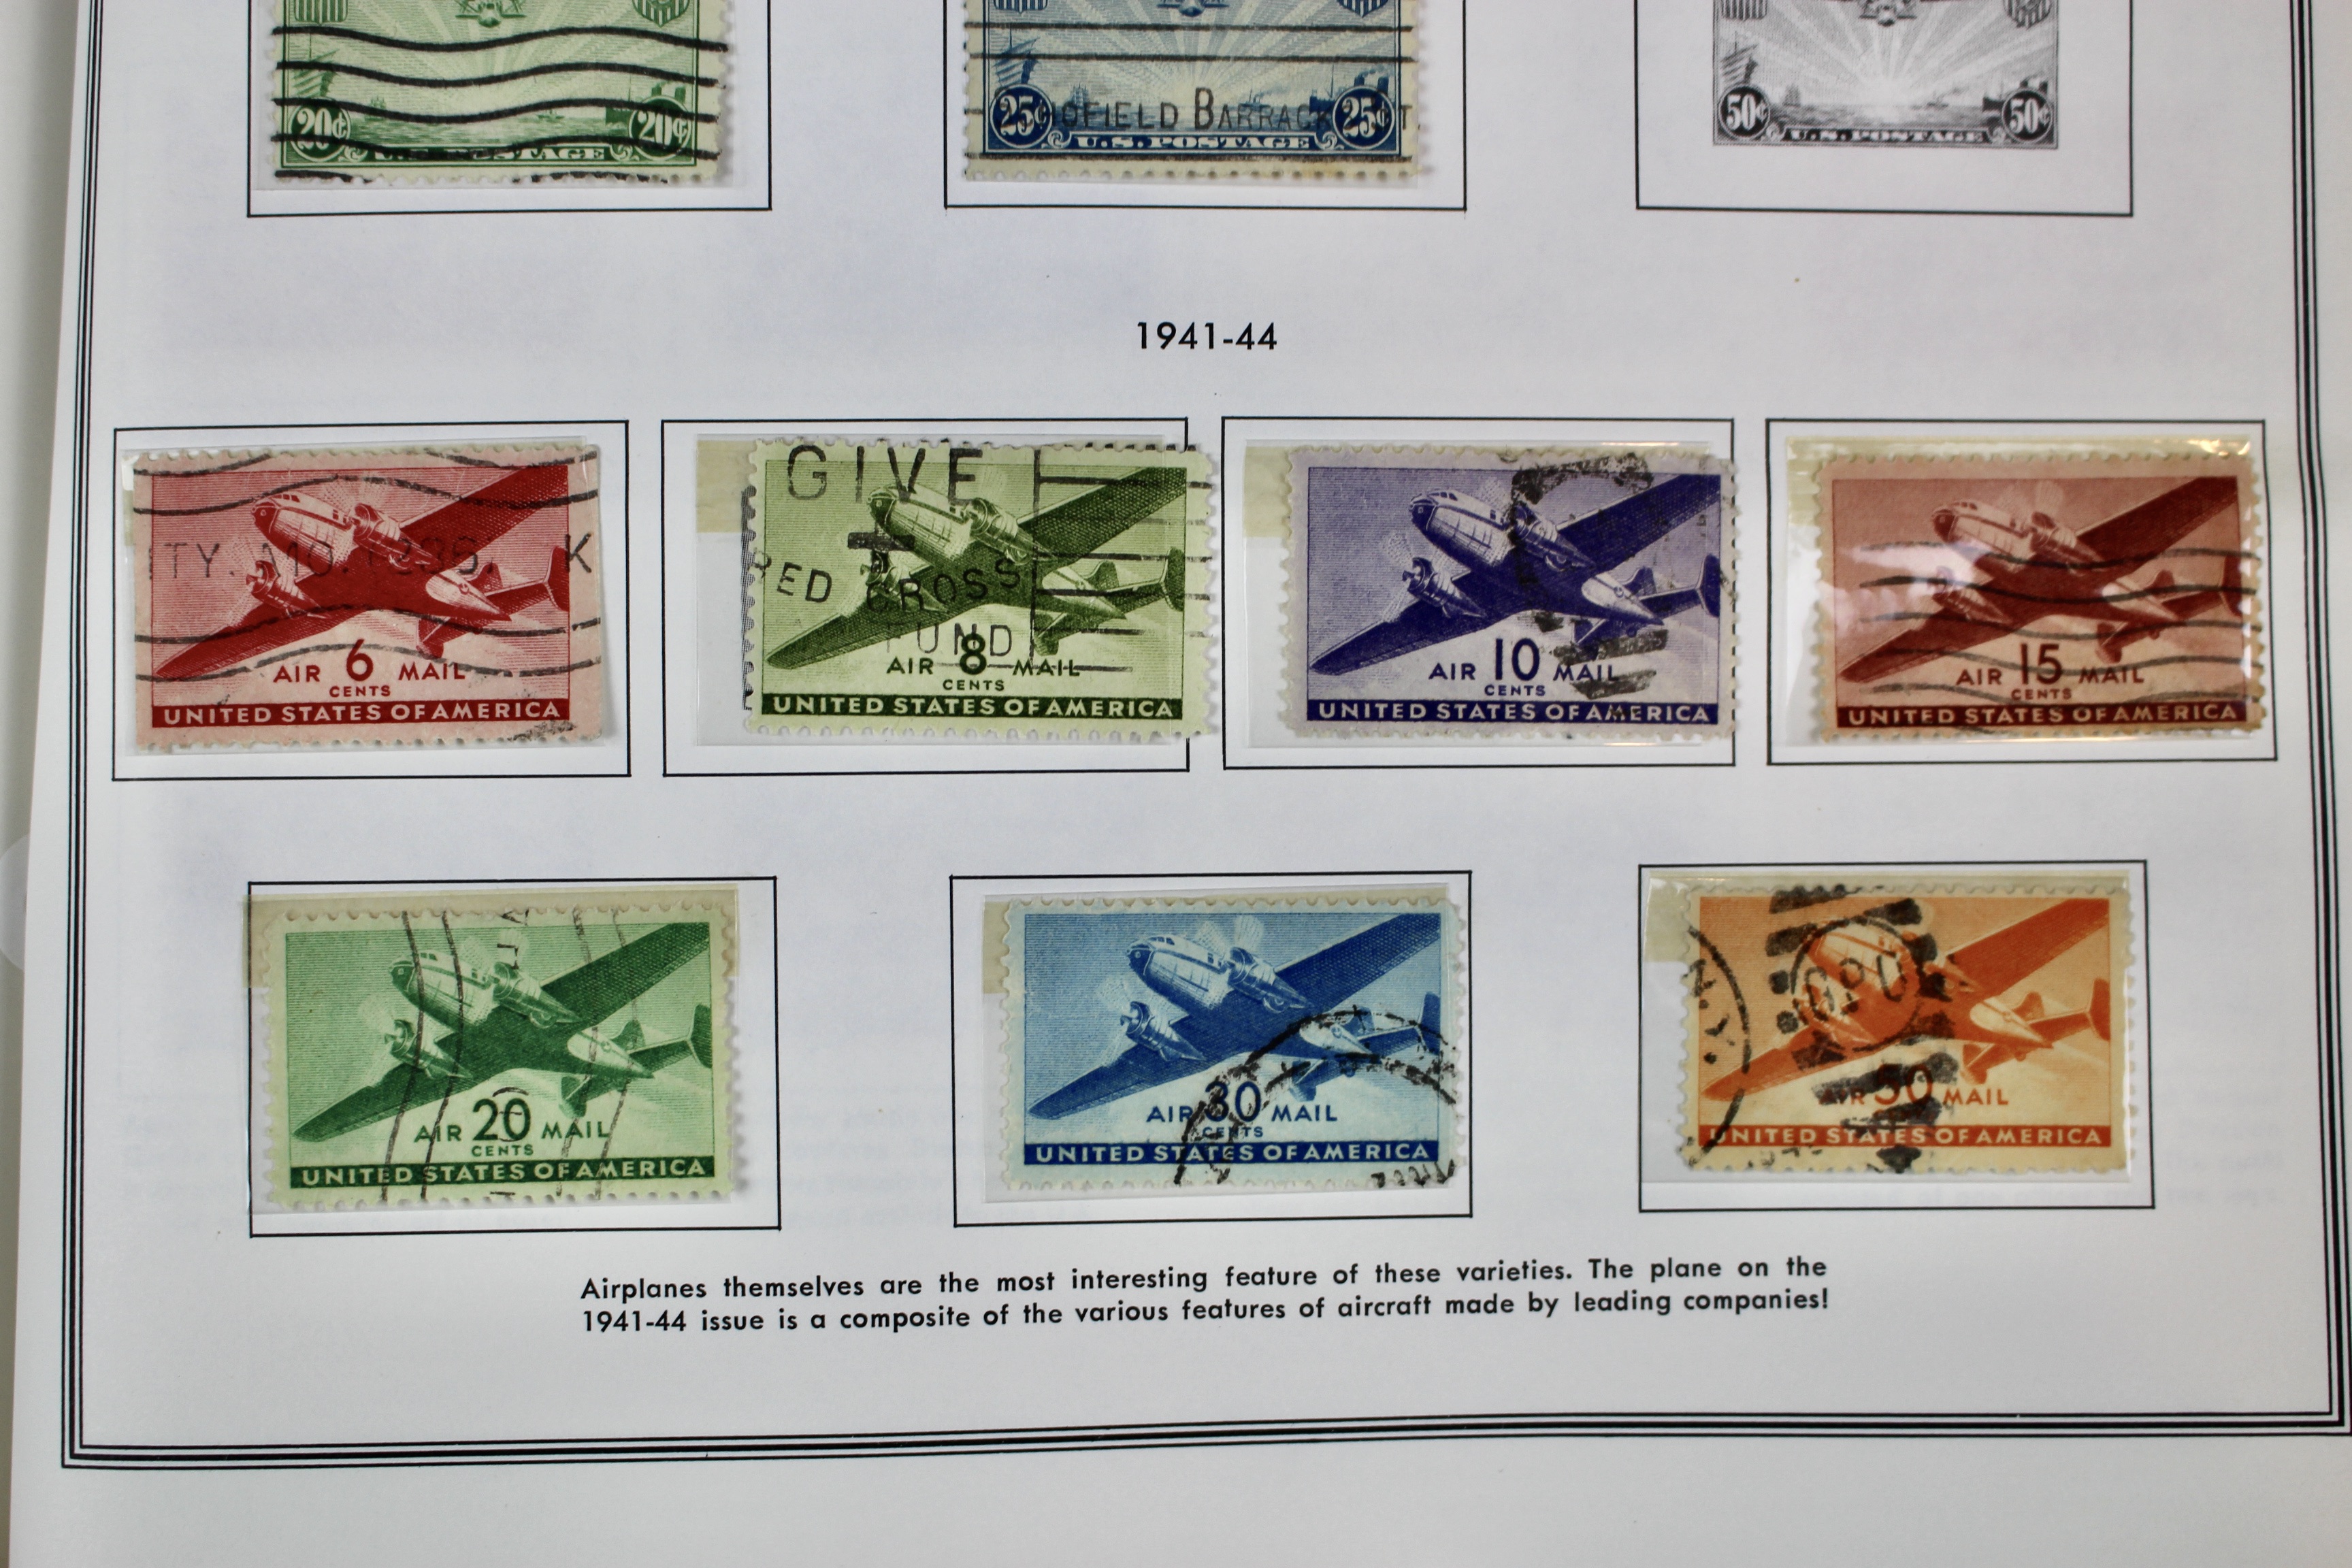 20¢ 20¢
U.S. POSTAGE
25¢ OFIELD BARRACK 25¢ T.
U.S. POSTAGE
50¢ 50¢
U.S. POSTAGE
1941-44
ITY. MO. K
AIR 6 MAIL
CENTS
UNITED STATES OF AMERICA
GIVE
RED CROSS
FUND
AIR 8 MAIL
CENTS
UNITED STATES OF AMERICA
AIR 10 MAIL
CENTS
UNITED STATES OF AMERICA
AIR 15 MAIL
CENTS
UNITED STATES OF AMERICA
AIR 20 MAIL
CENTS
UNITED STATES OF AMERICA
AIR 30 MAIL
CENTS
UNITED STATES OF AMERICA
N.Y.
AIR 50 MAIL
UNITED STATES OF AMERICA
Airplanes themselves are the most interesting feature of these varieties. The plane on the
1941-44 issue is a composite of the various features of aircraft made by leading companies!